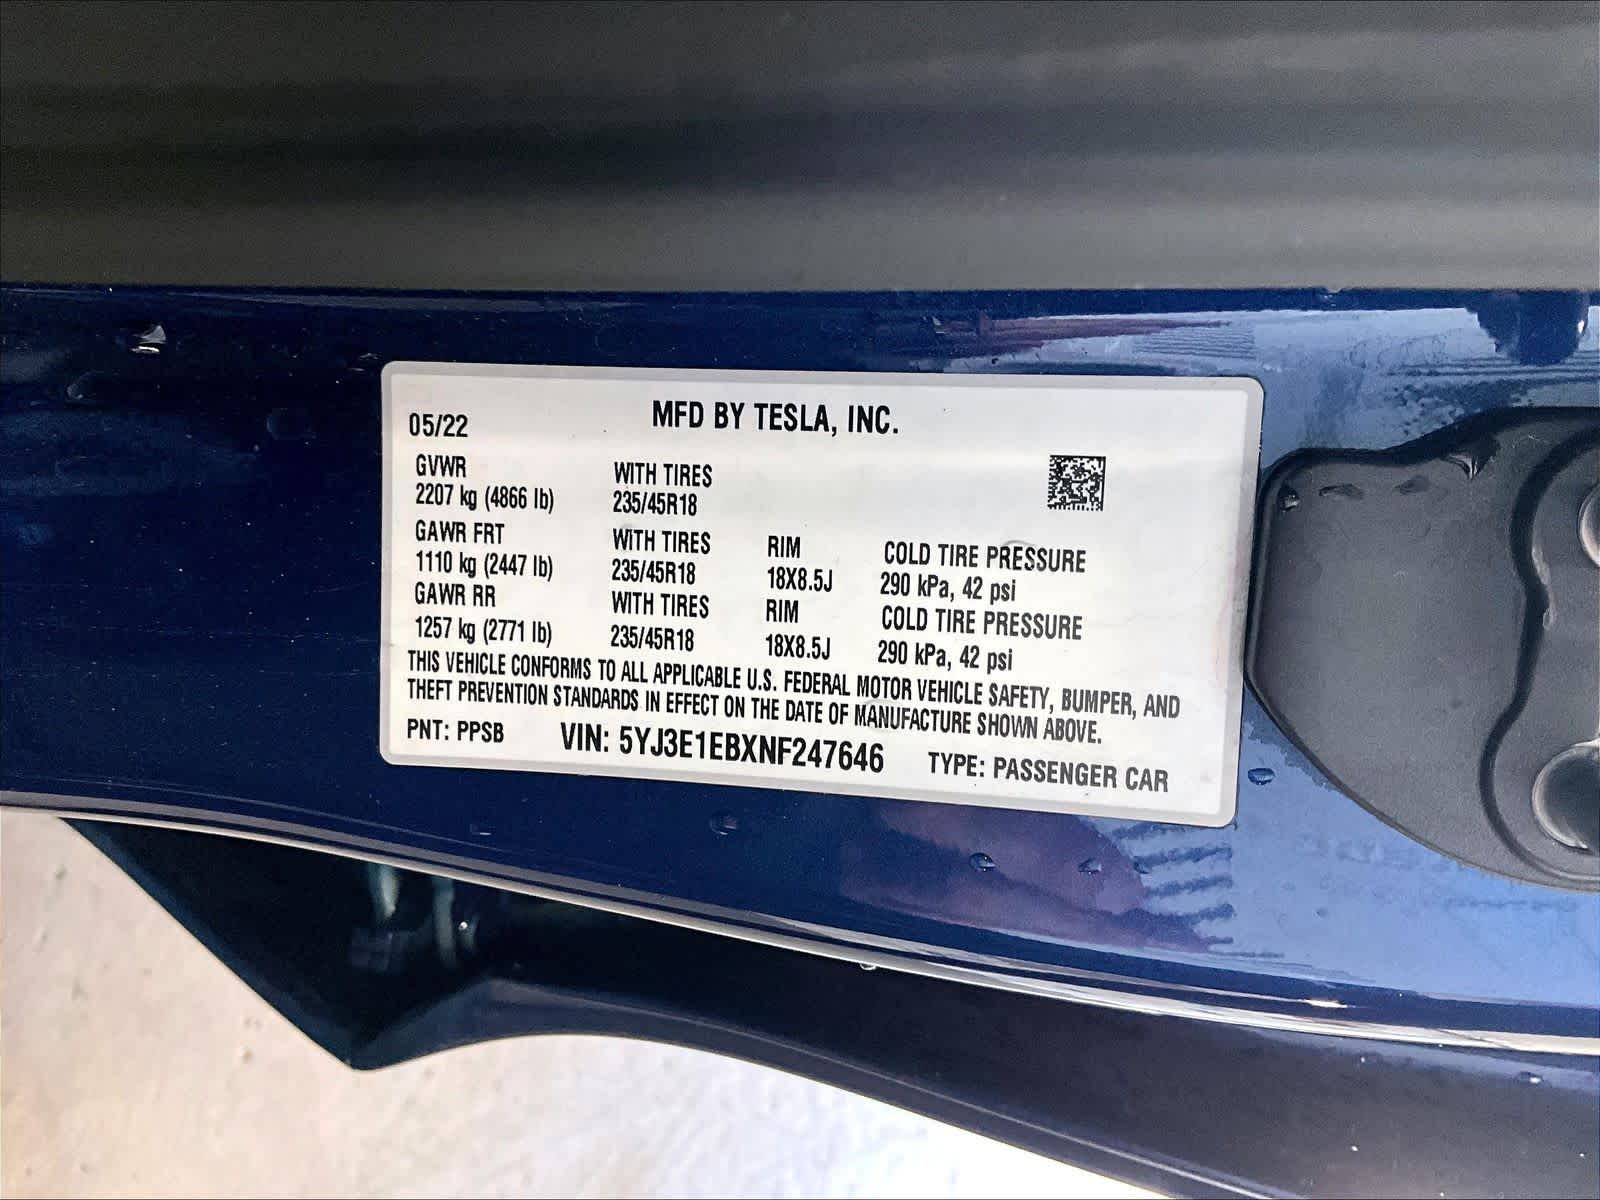 MFD BY TESLA, INC.
05/22
GVWR WITH TIRES
2207 kg (4866 lb) 235/45R18
GAWR FRT WITH TIRES RIM COLD TIRE PRESSURE
1110 kg (2447 lb) 235/45R18 18X8.5J 290 kPa, 42 psi
GAWR RR WITH TIRES RIM COLD TIRE PRESSURE
1257 kg (2771 lb) 235/45R18 18X8.5J 290 kPa, 42 psi
THIS VEHICLE CONFORMS TO ALL APPLICABLE U.S. FEDERAL MOTOR VEHICLE SAFETY, BUMPER, AND
THEFT PREVENTION STANDARDS IN EFFECT ON THE DATE OF MANUFACTURE SHOWN ABOVE.
PNT: PPSB VIN: 5YJ3E1EBXNF247646 TYPE: PASSENGER CAR